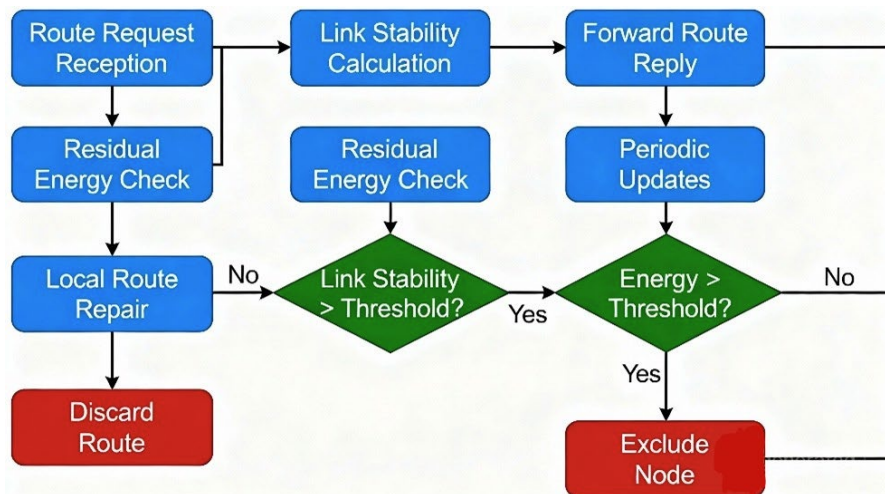 Route Request
Reception
Link Stability
Calculation
Forward Route
Reply
Residual
Energy Check
Residual
Energy Check
Periodic
Updates
Local Route
Repair
No
Link Stability
> Threshold?
Yes
Energy >
Threshold?
No
Yes
Discard
Route
Exclude
Node